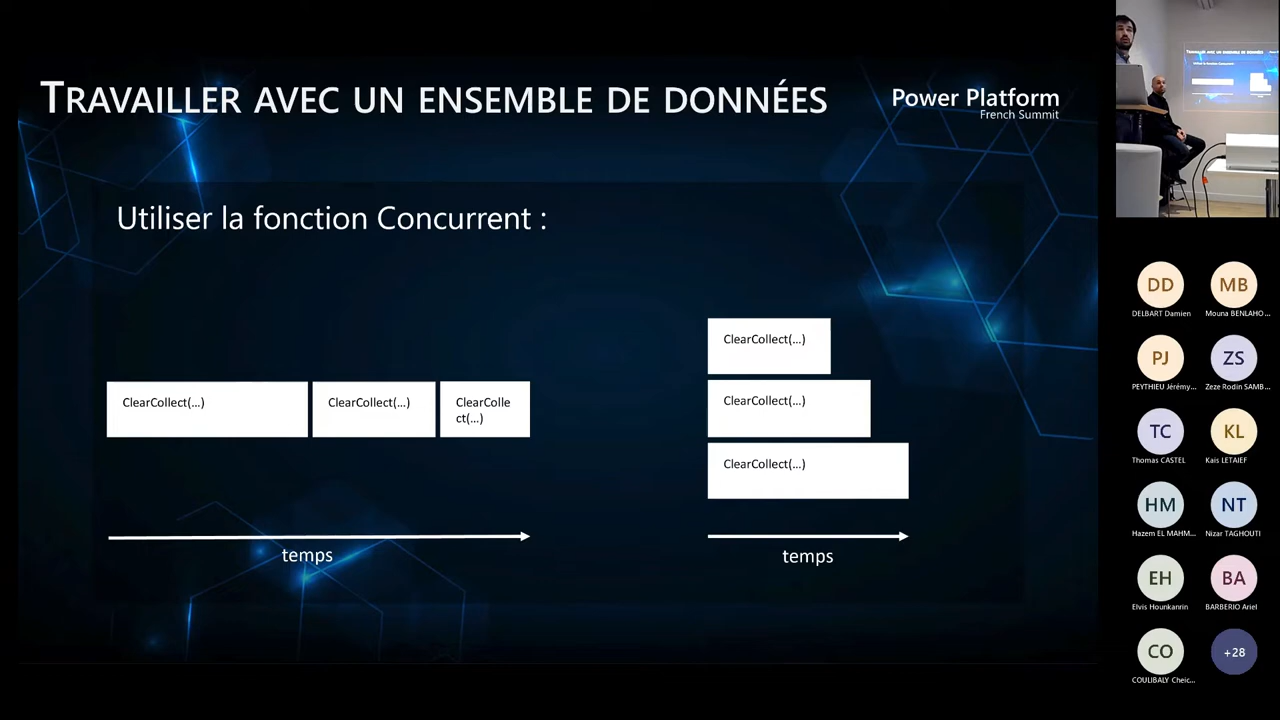 TRAVAILLER AVEC UN ENSEMBLE DE DONNÉES
Power Platform
French Summit
Utiliser la fonction Concurrent :
ClearCollect(...)
ClearCollect(...)
ClearColle
ct(...)
temps
ClearCollect(...)
ClearCollect(...)
ClearCollect(...)
temps
DD
DELBART Damien
MB
Mouna BENLAHO...
PJ
PEYTHIEU Jérémy...
ZS
Zeze Rodin SAMB...
TC
Thomas CASTEL
KL
Kais LETAIEF
HM
Hazem EL MAHM...
NT
Nizar TAGHOUTI
EH
Elvis Hounkanrin
BA
BARBERIO Ariel
CO
COULIBALY Cheic...
+28